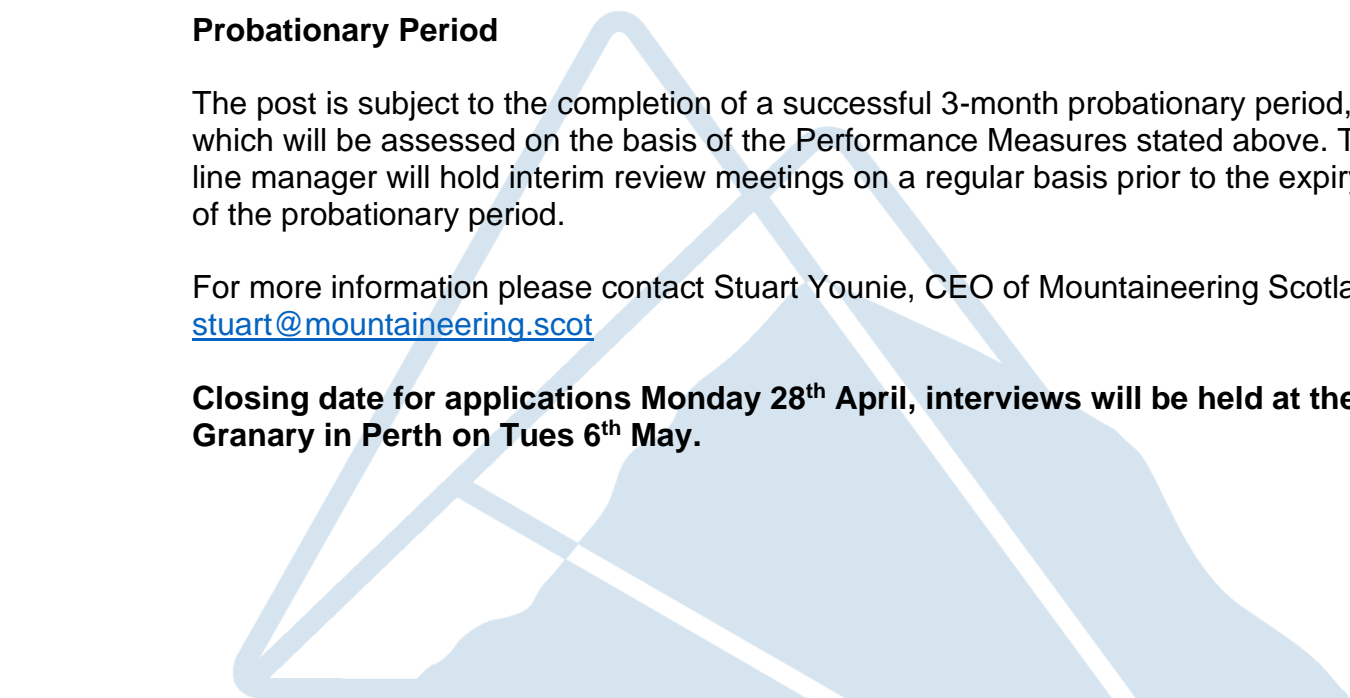 Probationary Period
The post is subject to the completion of a successful 3-month probationary period,
which will be assessed on the basis of the Performance Measures stated above.
line manager will hold interim review meetings on a regular basis prior to the
of the probationary period.
For more information please contact Stuart Younie, CEO of Mountaineering
stuart@mountaineering.scot
Closing date for applications Monday 28th April, interviews will be held at the
Granary in Perth on Tues 6th May.